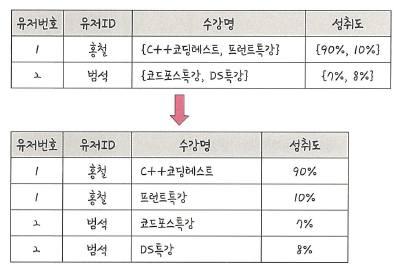 유저번호 유저ID 수강명 성취도
1 홍철 {C++코딩테스트, 프런트특강} {90%, 10%}
2 범석 {코드포스특강, DS특강} {7%, 8%}
유저번호 유저ID 수강명 성취도
1 홍철 C++코딩테스트 90%
1 홍철 프런트특강 10%
2 범석 코드포스특강 7%
2 범석 DS특강 8%